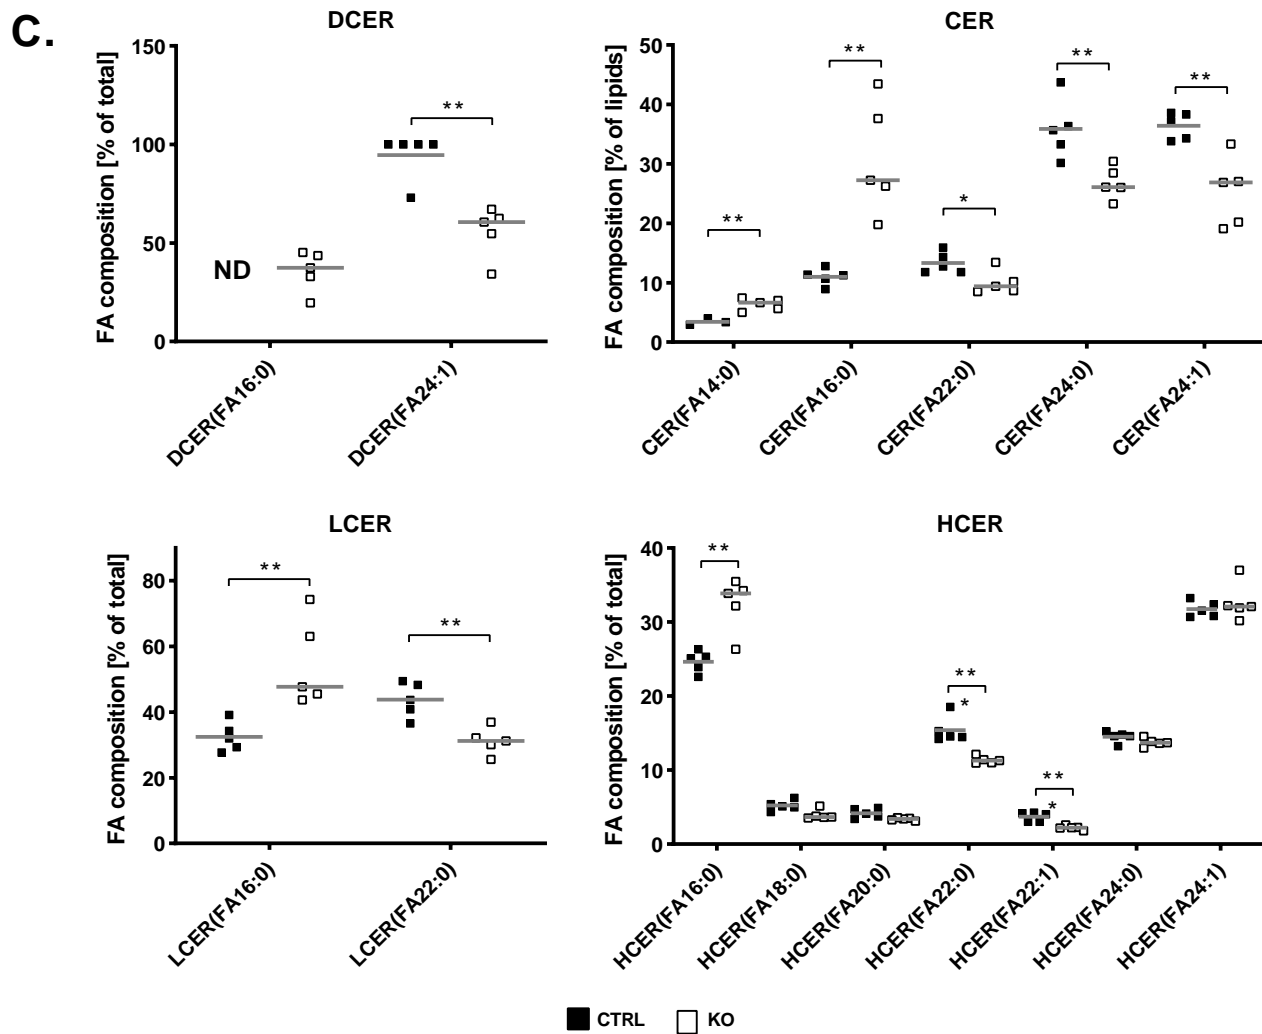 C.
DCER
FA composition [% of total]
150
100
50
0
**
ND
DCER(FA16:0)
DCER(FA24:1)
CER
FA composition [% of lipids]
50
40
30
20
10
0
**
**
*
**
**
CER(FA14:0)
CER(FA16:0)
CER(FA22:0)
CER(FA24:0)
CER(FA24:1)
LCER
FA composition [% of total]
80
60
40
20
0
**
**
LCER(FA16:0)
LCER(FA22:0)
HCER
FA composition [% of total]
40
30
20
10
0
**
**
*
**
*
HCER(FA16:0)
HCER(FA18:0)
HCER(FA20:0)
HCER(FA22:0)
HCER(FA22:1)
HCER(FA24:0)
HCER(FA24:1)
CTRL
KO